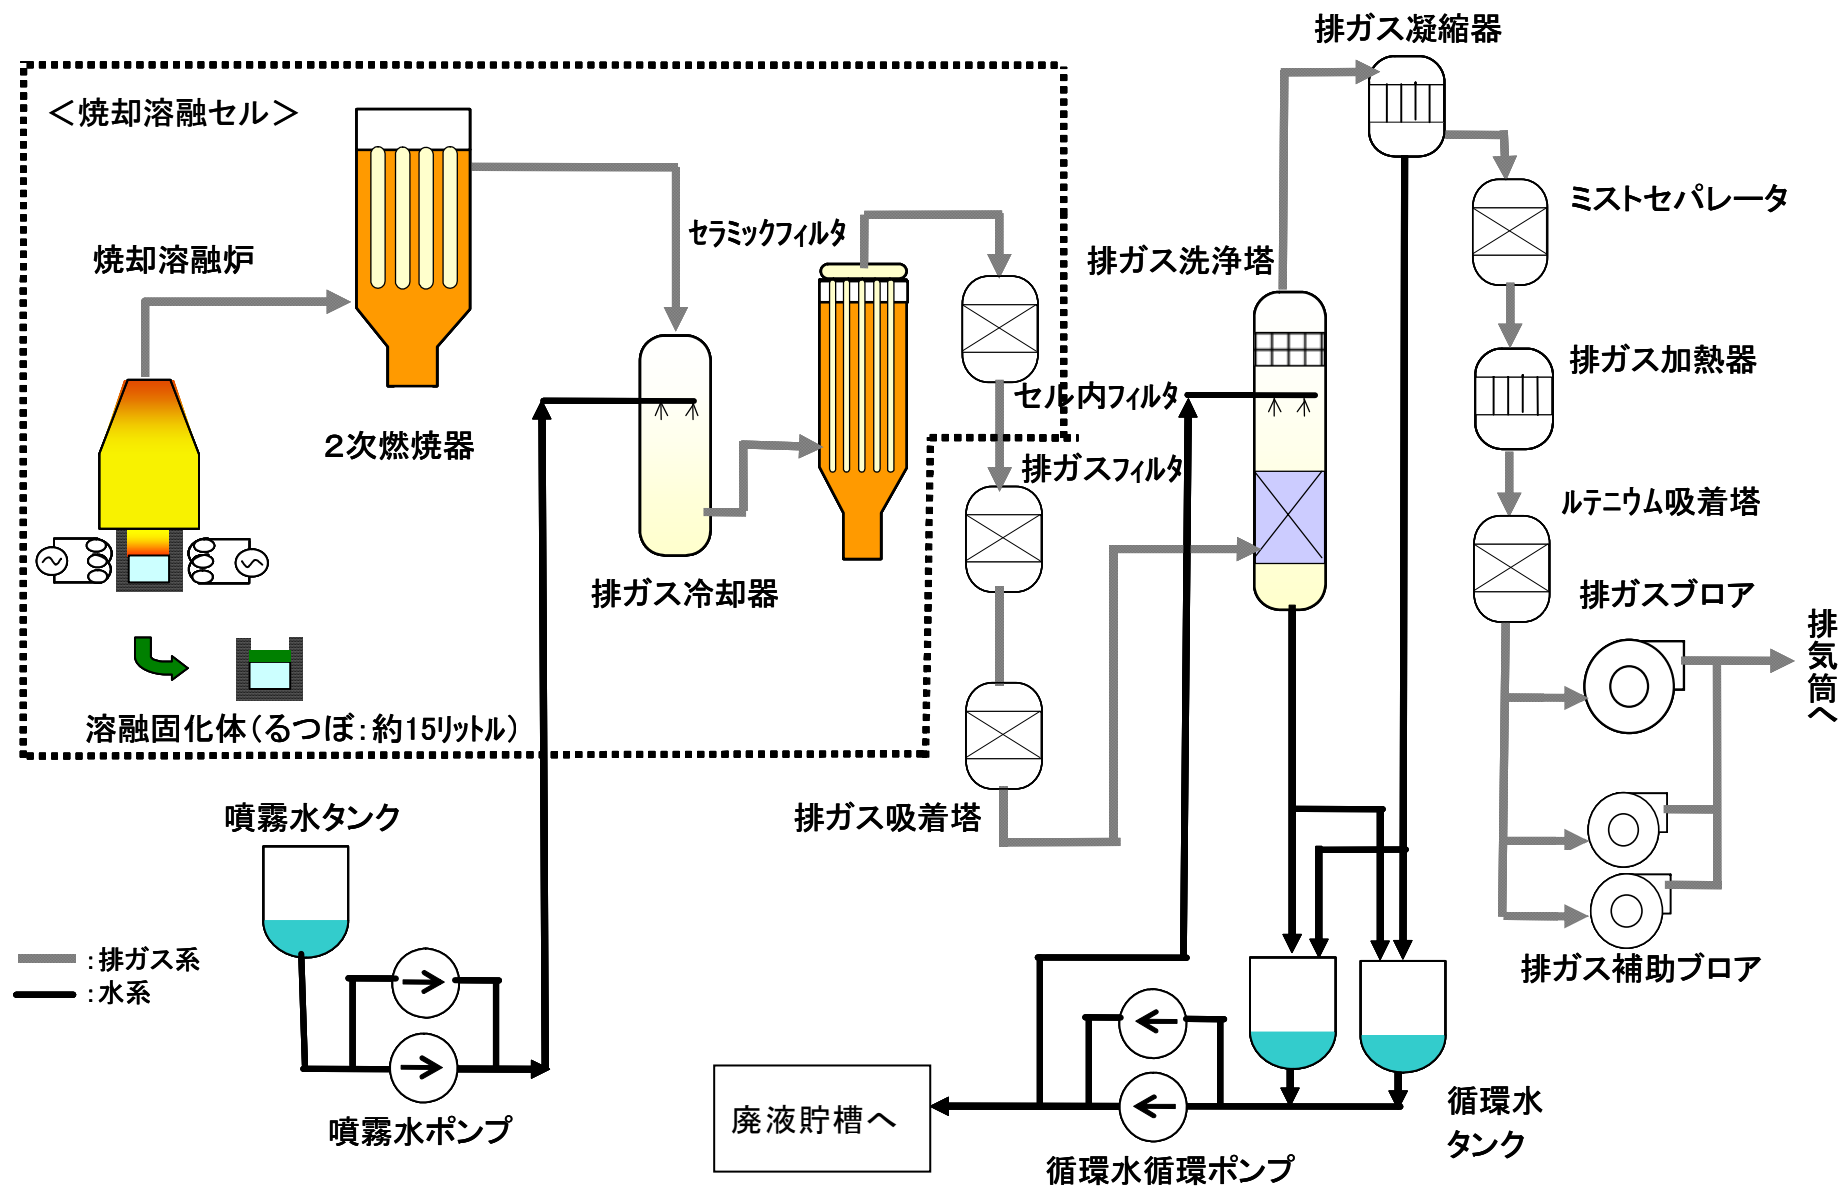 排ガス凝縮器
＜焼却溶融セル＞
ミストセパレータ
セラミックフィルタ
排ガス洗浄塔
焼却溶融炉
排ガス加熱器
セル内フィルタ
２次燃焼器
排ガスフィルタ
ルテニウム吸着塔
排ガス冷却器
排ガスブロア
排気筒へ
溶融固化体（るつぼ：約15リットル）
噴霧水タンク
排ガス吸着塔
：排ガス系
：水系
排ガス補助ブロア
噴霧水ポンプ
廃液貯槽へ
循環水
タンク
循環水循環ポンプ